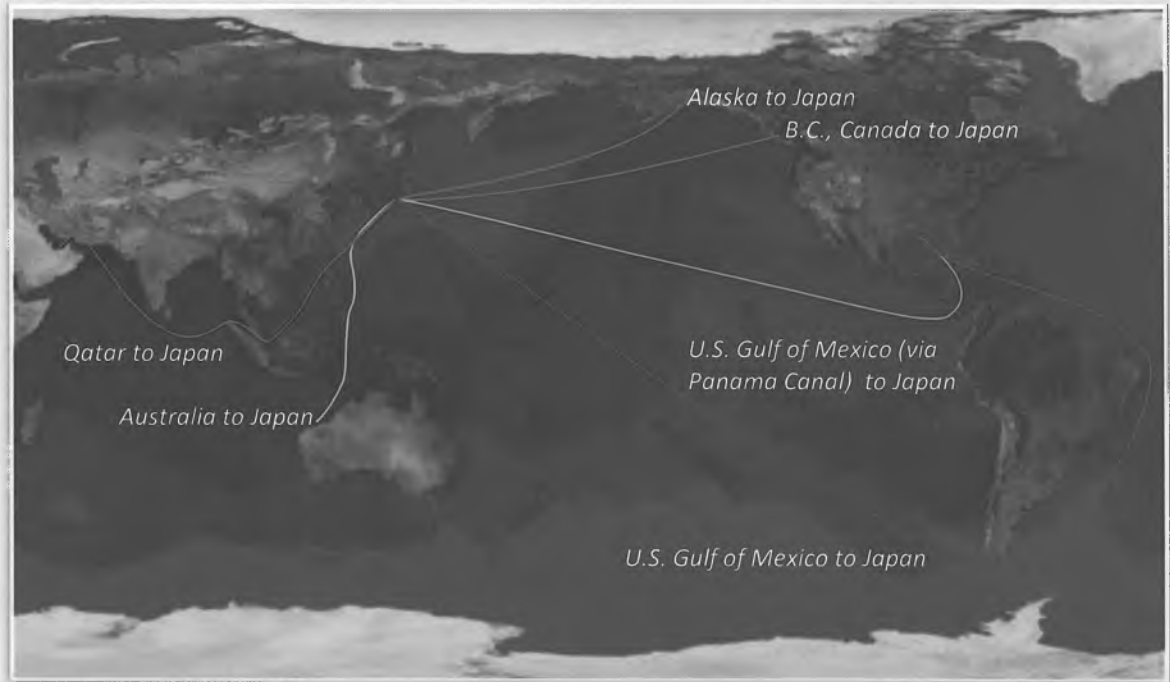 Alaska to Japan
B.C., Canada to Japan
Qatar to Japan
U.S. Gulf of Mexico (via
Panama Canal) to Japan
Australia to Japan
U.S. Gulf of Mexico to Japan